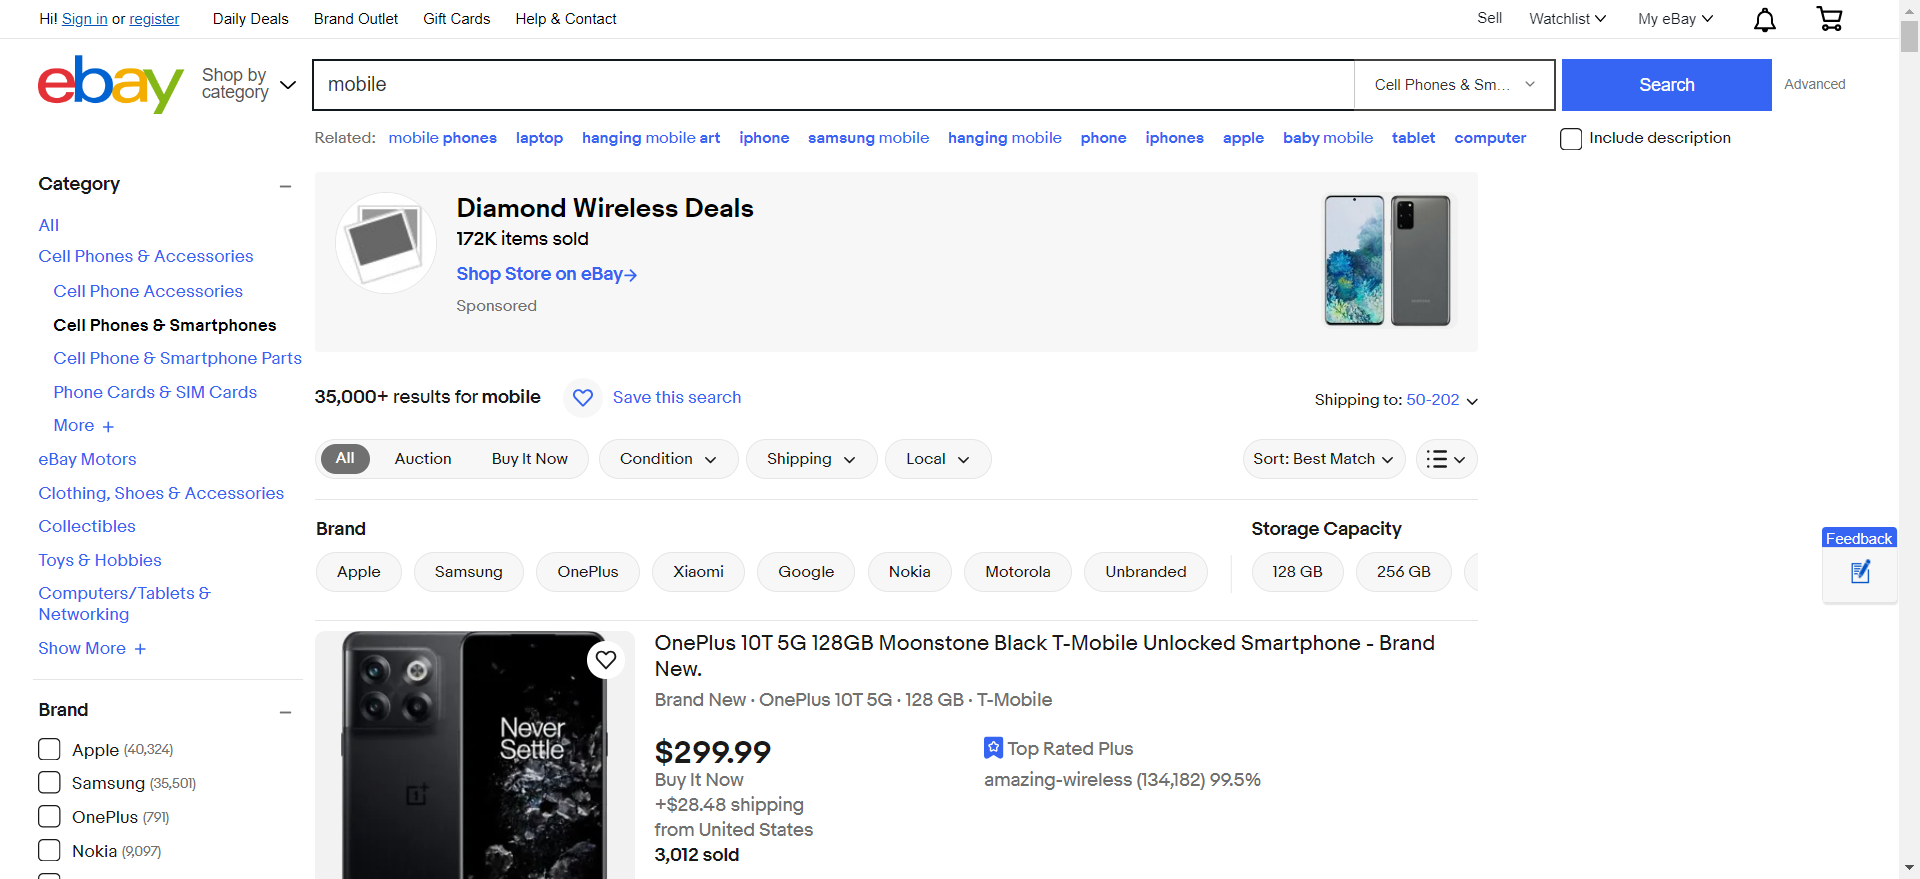 Hi! Sign in or register
Daily Deals
Brand Outlet
Gift Cards
Help & Contact
Sell
Watchlist
My eBay
ebay
Shop by
category
mobile
Cell Phones & Sm...
Search
Advanced
Related: mobile phones laptop hanging mobile art iphone samsung mobile hanging mobile phone iphones apple baby mobile tablet computer
Include description
Category
All
Cell Phones & Accessories
Cell Phone Accessories
Cell Phones & Smartphones
Cell Phone & Smartphone Parts
Phone Cards & SIM Cards
More +
eBay Motors
Clothing, Shoes & Accessories
Collectibles
Toys & Hobbies
Computers/Tablets &
Networking
Show More +
Brand
Apple (40,324)
Samsung (35,501)
OnePlus (791)
Nokia (9,097)
Diamond Wireless Deals
172K items sold
Shop Store on eBay→
Sponsored
SAMSUNG
35,000+ results for mobile
Save this search
Shipping to: 50-202
All
Auction
Buy It Now
Condition
Shipping
Local
Sort: Best Match
Brand
Apple
Samsung
OnePlus
Xiaomi
Google
Nokia
Motorola
Unbranded
Storage Capacity
128 GB
256 GB
Feedback
Never
Settle
OnePlus 10T 5G 128GB Moonstone Black T-Mobile Unlocked Smartphone - Brand
New.
Brand New · OnePlus 10T 5G · 128 GB · T-Mobile
$299.99
Buy It Now
+$28.48 shipping
from United States
3,012 sold
Top Rated Plus
amazing-wireless (134,182) 99.5%